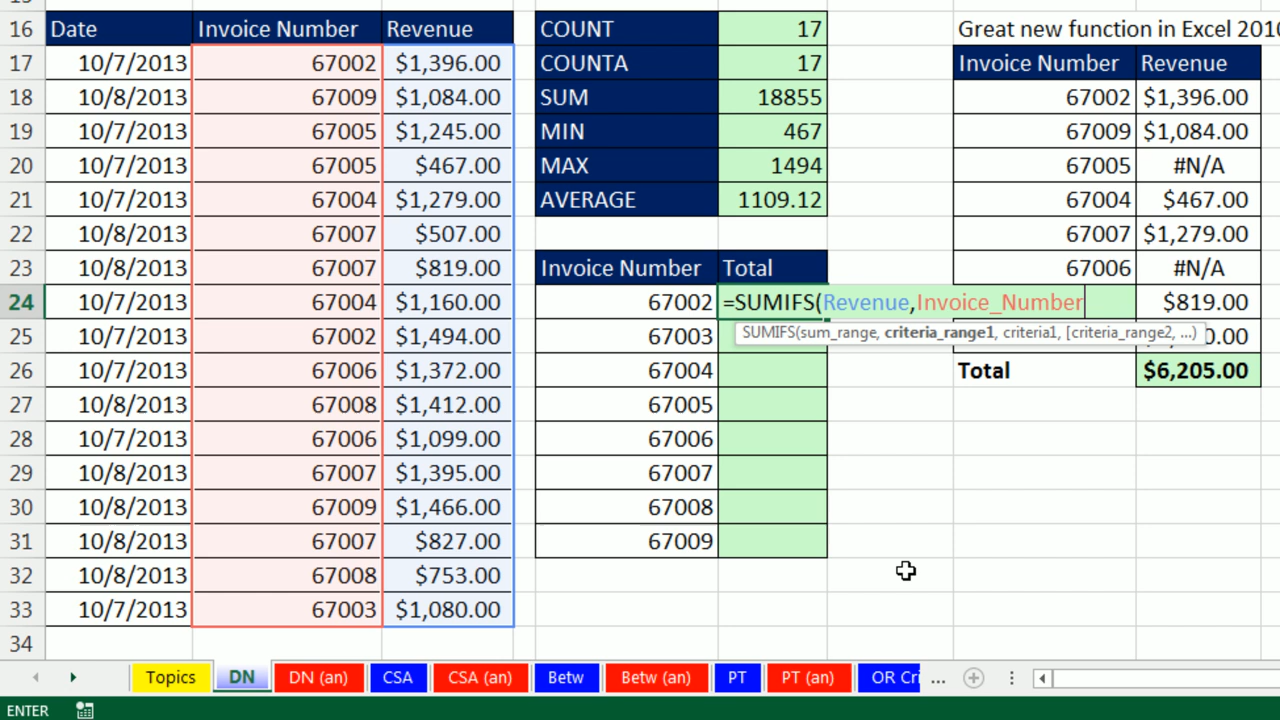 16 Date Invoice Number Revenue COUNT 17 Great new function in Excel 2010
17 10/7/2013 67002 $1,396.00 COUNTA 17 Invoice Number Revenue
18 10/8/2013 67009 $1,084.00 SUM 18855 67002 $1,396.00
19 10/7/2013 67005 $1,245.00 MIN 467 67009 $1,084.00
20 10/7/2013 67005 $467.00 MAX 1494 67005 #N/A
21 10/7/2013 67004 $1,279.00 AVERAGE 1109.12 67004 $467.00
22 10/8/2013 67007 $507.00 67007 $1,279.00
23 10/8/2013 67007 $819.00 Invoice Number Total 67006 #N/A
24 10/7/2013 67004 $1,160.00 67002 =SUMIFS(Revenue,Invoice_Number $819.00
SUMIFS(sum_range, criteria_range1, criteria1, [criteria_range2, ...)
25 10/7/2013 67002 $1,494.00 67003 0.00
26 10/7/2013 67006 $1,372.00 67004 Total $6,205.00
27 10/8/2013 67008 $1,412.00 67005
28 10/7/2013 67006 $1,099.00 67006
29 10/8/2013 67007 $1,395.00 67007
30 10/8/2013 67009 $1,466.00 67008
31 10/8/2013 67007 $827.00 67009
32 10/8/2013 67008 $753.00
33 10/7/2013 67003 $1,080.00
34
Topics DN DN (an) CSA CSA (an) Betw Betw (an) PT PT (an) OR Cri ...
ENTER